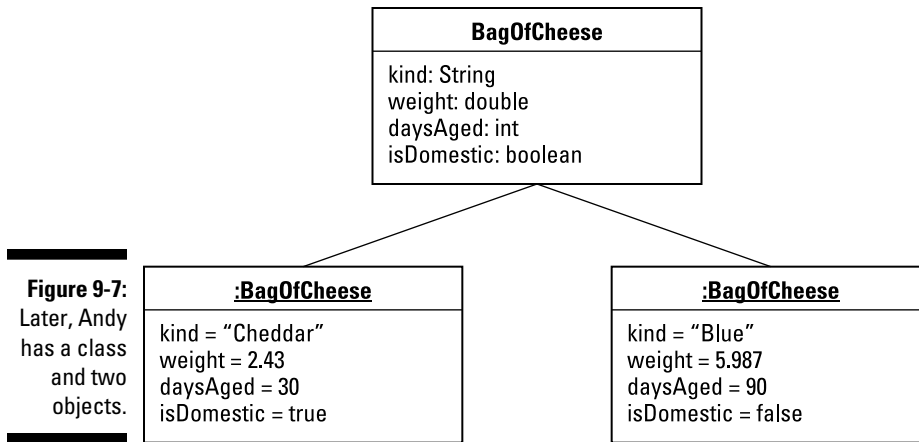 BagOfCheese
kind: String
weight: double
daysAged: int
isDomestic: boolean
Figure 9-7:
Later, Andy
has a class
and two
objects.
:BagOfCheese
kind = “Cheddar”
weight = 2.43
daysAged = 30
isDomestic = true
:BagOfCheese
kind = “Blue”
weight = 5.987
daysAged = 90
isDomestic = false